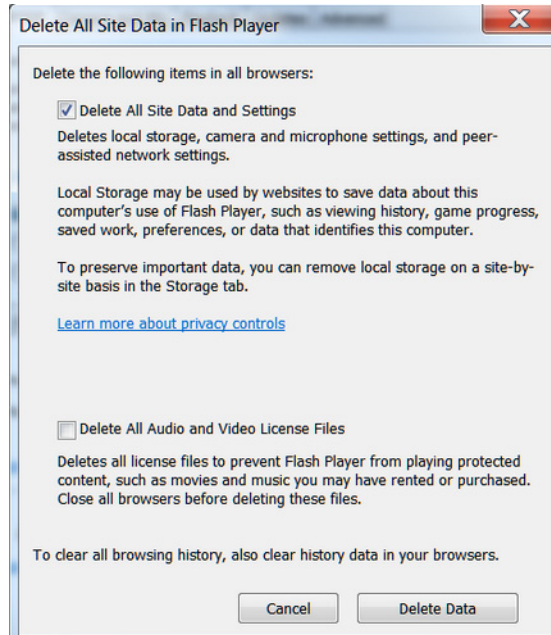 Delete All Site Data in Flash Player
Delete the following items in all browsers:
Delete All Site Data and Settings
Deletes local storage, camera and microphone settings, and peer-
assisted network settings.
Local Storage may be used by websites to save data about this
computer's use of Flash Player, such as viewing history, game progress,
saved work, preferences, or data that identifies this computer.
To preserve important data, you can remove local storage on a site-by-
site basis in the Storage tab.
Learn more about privacy controls
Delete All Audio and Video License Files
Deletes all license files to prevent Flash Player from playing protected
content, such as movies and music you may have rented or purchased.
Close all browsers before deleting these files.
To clear all browsing history, also clear history data in your browsers.
Cancel Delete Data